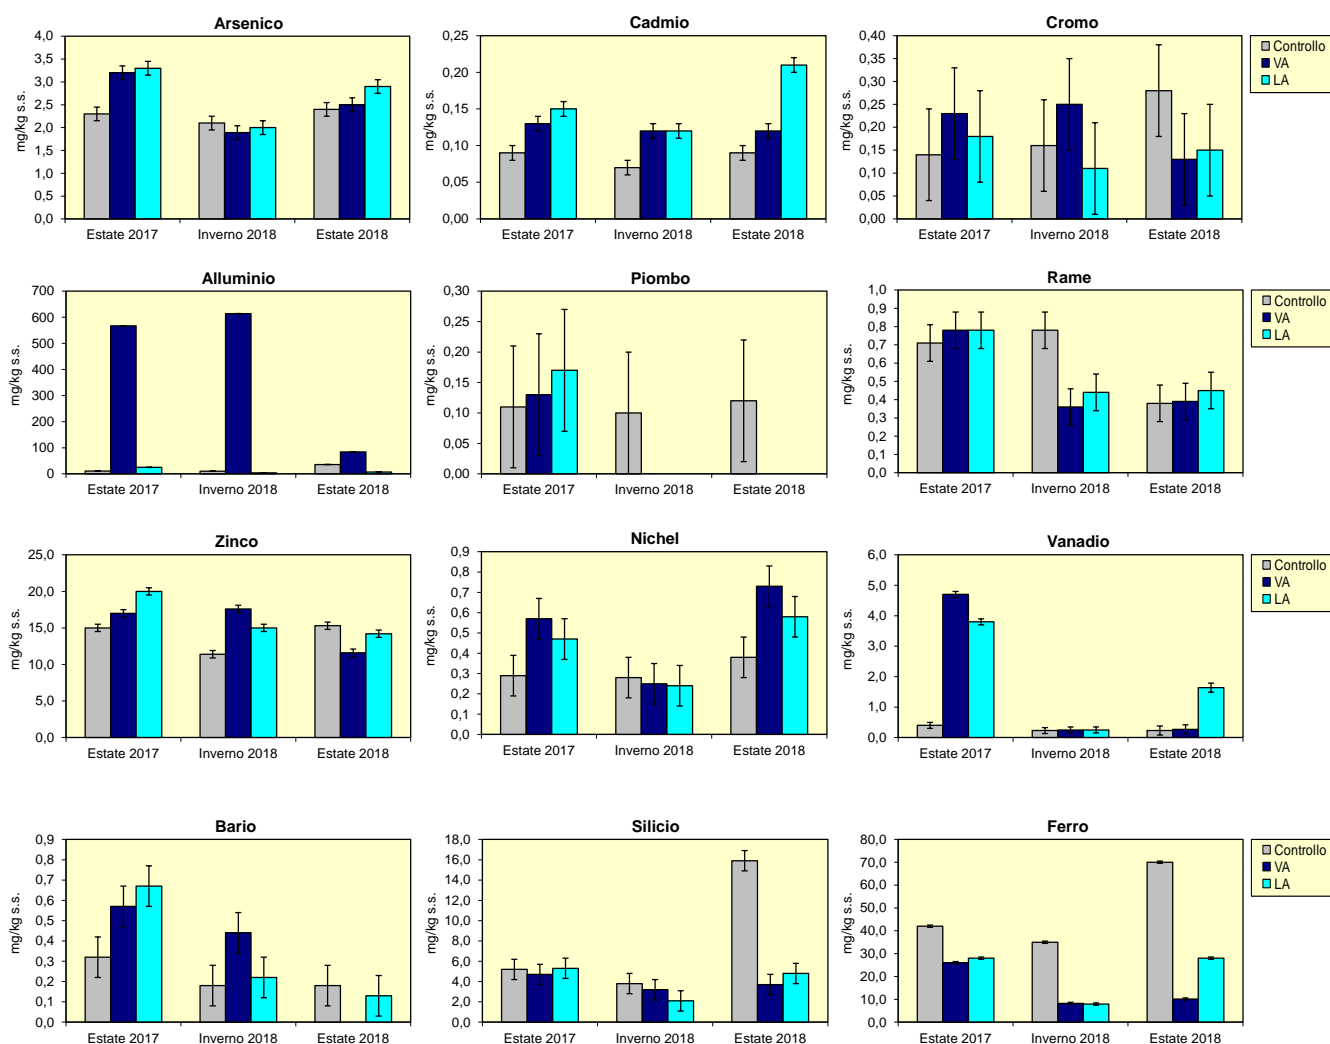 Arsenico
mg/kg s.s.
4,0
3,5
3,0
2,5
2,0
1,5
1,0
0,5
0,0
Estate 2017 Inverno 2018 Estate 2018
Cadmio
mg/kg s.s.
0,25
0,20
0,15
0,10
0,05
0,00
Estate 2017 Inverno 2018 Estate 2018
Cromo
mg/kg s.s.
0,40
0,35
0,30
0,25
0,20
0,15
0,10
0,05
0,00
Estate 2017 Inverno 2018 Estate 2018
Controllo
VA
LA
Alluminio
mg/kg s.s.
700
600
500
400
300
200
100
0
Estate 2017 Inverno 2018 Estate 2018
Piombo
mg/kg s.s.
0,30
0,25
0,20
0,15
0,10
0,05
0,00
Estate 2017 Inverno 2018 Estate 2018
Rame
mg/kg s.s.
1,0
0,9
0,8
0,7
0,6
0,5
0,4
0,3
0,2
0,1
0,0
Estate 2017 Inverno 2018 Estate 2018
Controllo
VA
LA
Zinco
mg/kg s.s.
25,0
20,0
15,0
10,0
5,0
0,0
Estate 2017 Inverno 2018 Estate 2018
Nichel
mg/kg s.s.
0,9
0,8
0,7
0,6
0,5
0,4
0,3
0,2
0,1
0,0
Estate 2017 Inverno 2018 Estate 2018
Vanadio
mg/kg s.s.
6,0
5,0
4,0
3,0
2,0
1,0
0,0
Estate 2017 Inverno 2018 Estate 2018
Controllo
VA
LA
Bario
mg/kg s.s.
0,9
0,8
0,7
0,6
0,5
0,4
0,3
0,2
0,1
0,0
Estate 2017 Inverno 2018 Estate 2018
Silicio
mg/kg s.s.
18,0
16,0
14,0
12,0
10,0
8,0
6,0
4,0
2,0
0,0
Estate 2017 Inverno 2018 Estate 2018
Ferro
mg/kg s.s.
80,0
70,0
60,0
50,0
40,0
30,0
20,0
10,0
0,0
Estate 2017 Inverno 2018 Estate 2018
Controllo
VA
LA